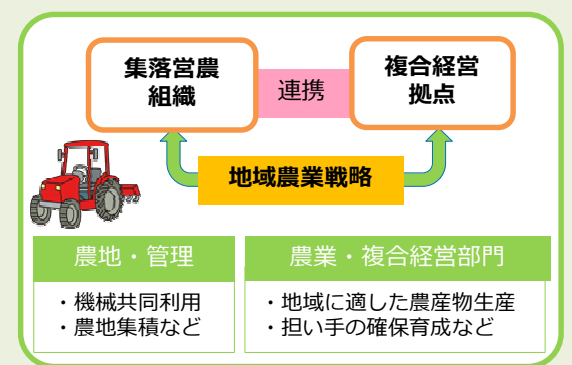 集落営農
組織
連携
複合経営
拠点
地域農業戦略
農地・管理
・機械共同利用
・農地集積など
農業・複合経営部門
・地域に適した農産物生産
・担い手の確保育成など